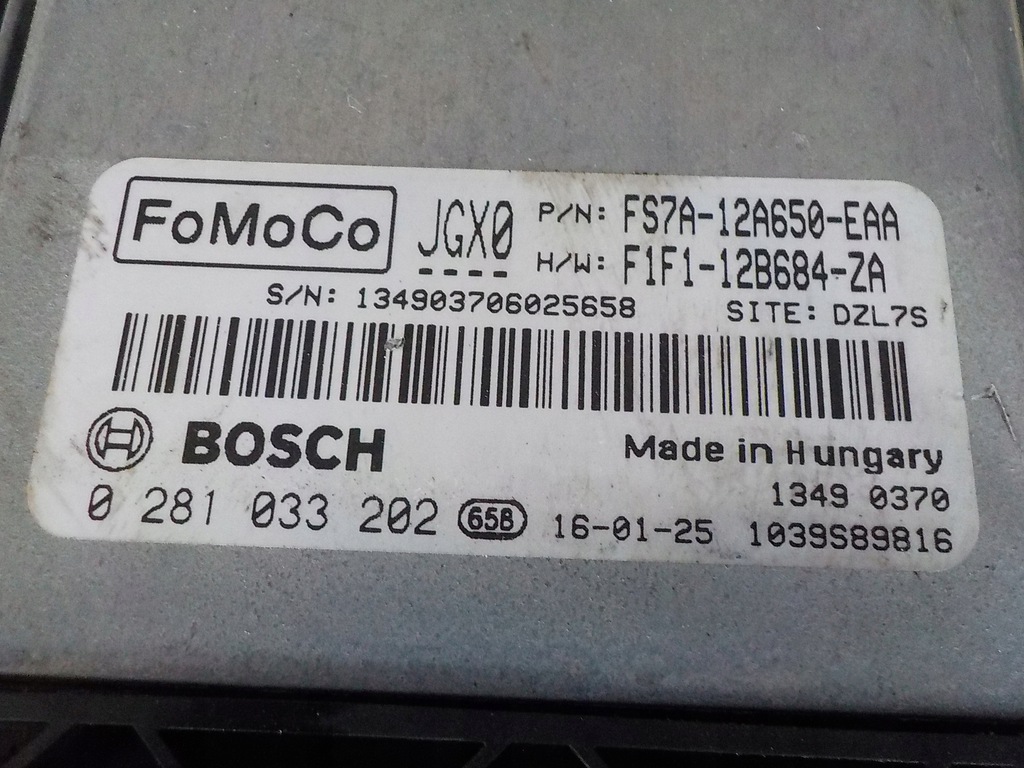 FoMoCo JGX0 P/N: FS7A-12A650-EAA
H/W: F1F1-12B684-ZA
S/N: 134903706025658 SITE: DZL7S
BOSCH Made in Hungary
1349 0370
0 281 033 202 65B 16-01-25 1039S89816